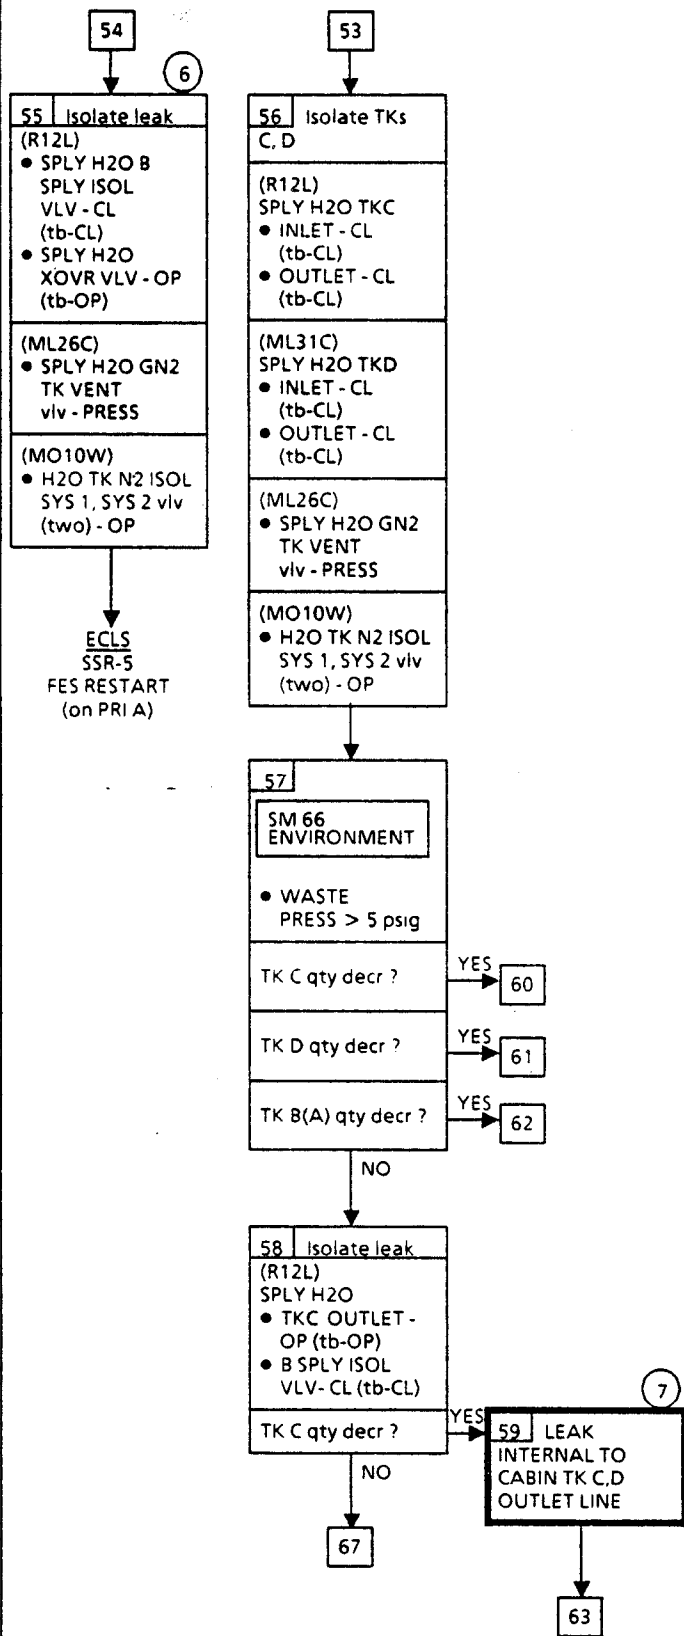 54
6
55 Isolate leak
(R12L)
● SPLY H2O B
SPLY ISOL
VLV - CL
(tb-CL)
● SPLY H2O
XOVR VLV - OP
(tb-OP)
(ML26C)
● SPLY H2O GN2
TK VENT
vlv - PRESS
(MO10W)
● H2O TK N2 ISOL
SYS 1, SYS 2 vlv
(two) - OP
ECLS
SSR-5
FES RESTART
(on PRI A)
53
56 Isolate TKs
C, D
(R12L)
SPLY H2O TKC
● INLET - CL
(tb-CL)
● OUTLET - CL
(tb-CL)
(ML31C)
SPLY H2O TKD
● INLET - CL
(tb-CL)
● OUTLET - CL
(tb-CL)
(ML26C)
● SPLY H2O GN2
TK VENT
vlv - PRESS
(MO10W)
● H2O TK N2 ISOL
SYS 1, SYS 2 vlv
(two) - OP
57
SM 66
ENVIRONMENT
● WASTE
PRESS > 5 psig
TK C qty decr ?
YES
60
TK D qty decr ?
YES
61
TK B(A) qty decr ?
YES
62
NO
58 Isolate leak
(R12L)
SPLY H2O
● TKC OUTLET -
OP (tb-OP)
● B SPLY ISOL
VLV- CL (tb-CL)
TK C qty decr ?
YES
NO
67
7
59 LEAK
INTERNAL TO
CABIN TK C,D
OUTLET LINE
63